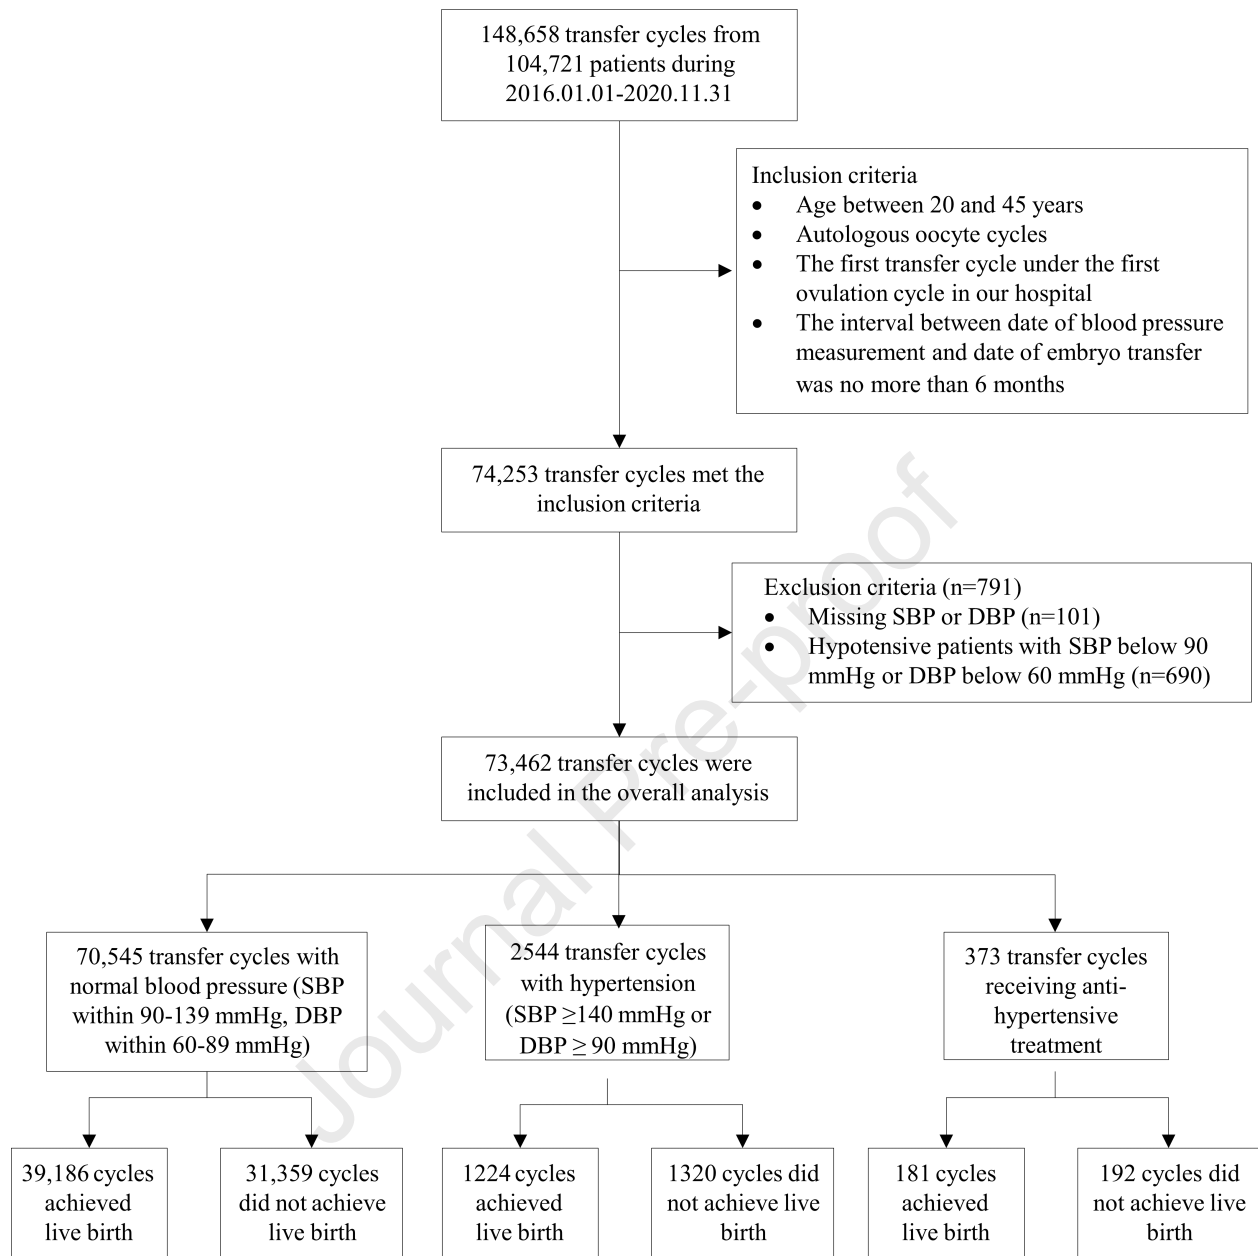 148,658 transfer cycles from
104,721 patients during
2016.01.01-2020.11.31
Inclusion criteria
● Age between 20 and 45 years
● Autologous oocyte cycles
● The first transfer cycle under the first
ovulation cycle in our hospital
● The interval between date of blood pressure
measurement and date of embryo transfer
was no more than 6 months
74,253 transfer cycles met the
inclusion criteria
Exclusion criteria (n=791)
● Missing SBP or DBP (n=101)
● Hypotensive patients with SBP below 90
mmHg or DBP below 60 mmHg (n=690)
73,462 transfer cycles were
included in the overall analysis
70,545 transfer cycles with
normal blood pressure (SBP
within 90-139 mmHg, DBP
within 60-89 mmHg)
2544 transfer cycles
with hypertension
(SBP ≥140 mmHg or
DBP ≥ 90 mmHg)
373 transfer cycles
receiving anti-
hypertensive
treatment
39,186 cycles
achieved
live birth
31,359 cycles
did not achieve
live birth
1224 cycles
achieved
live birth
1320 cycles did
not achieve live
birth
181 cycles
achieved
live birth
192 cycles did
not achieve live
birth
Journal Pre-proof